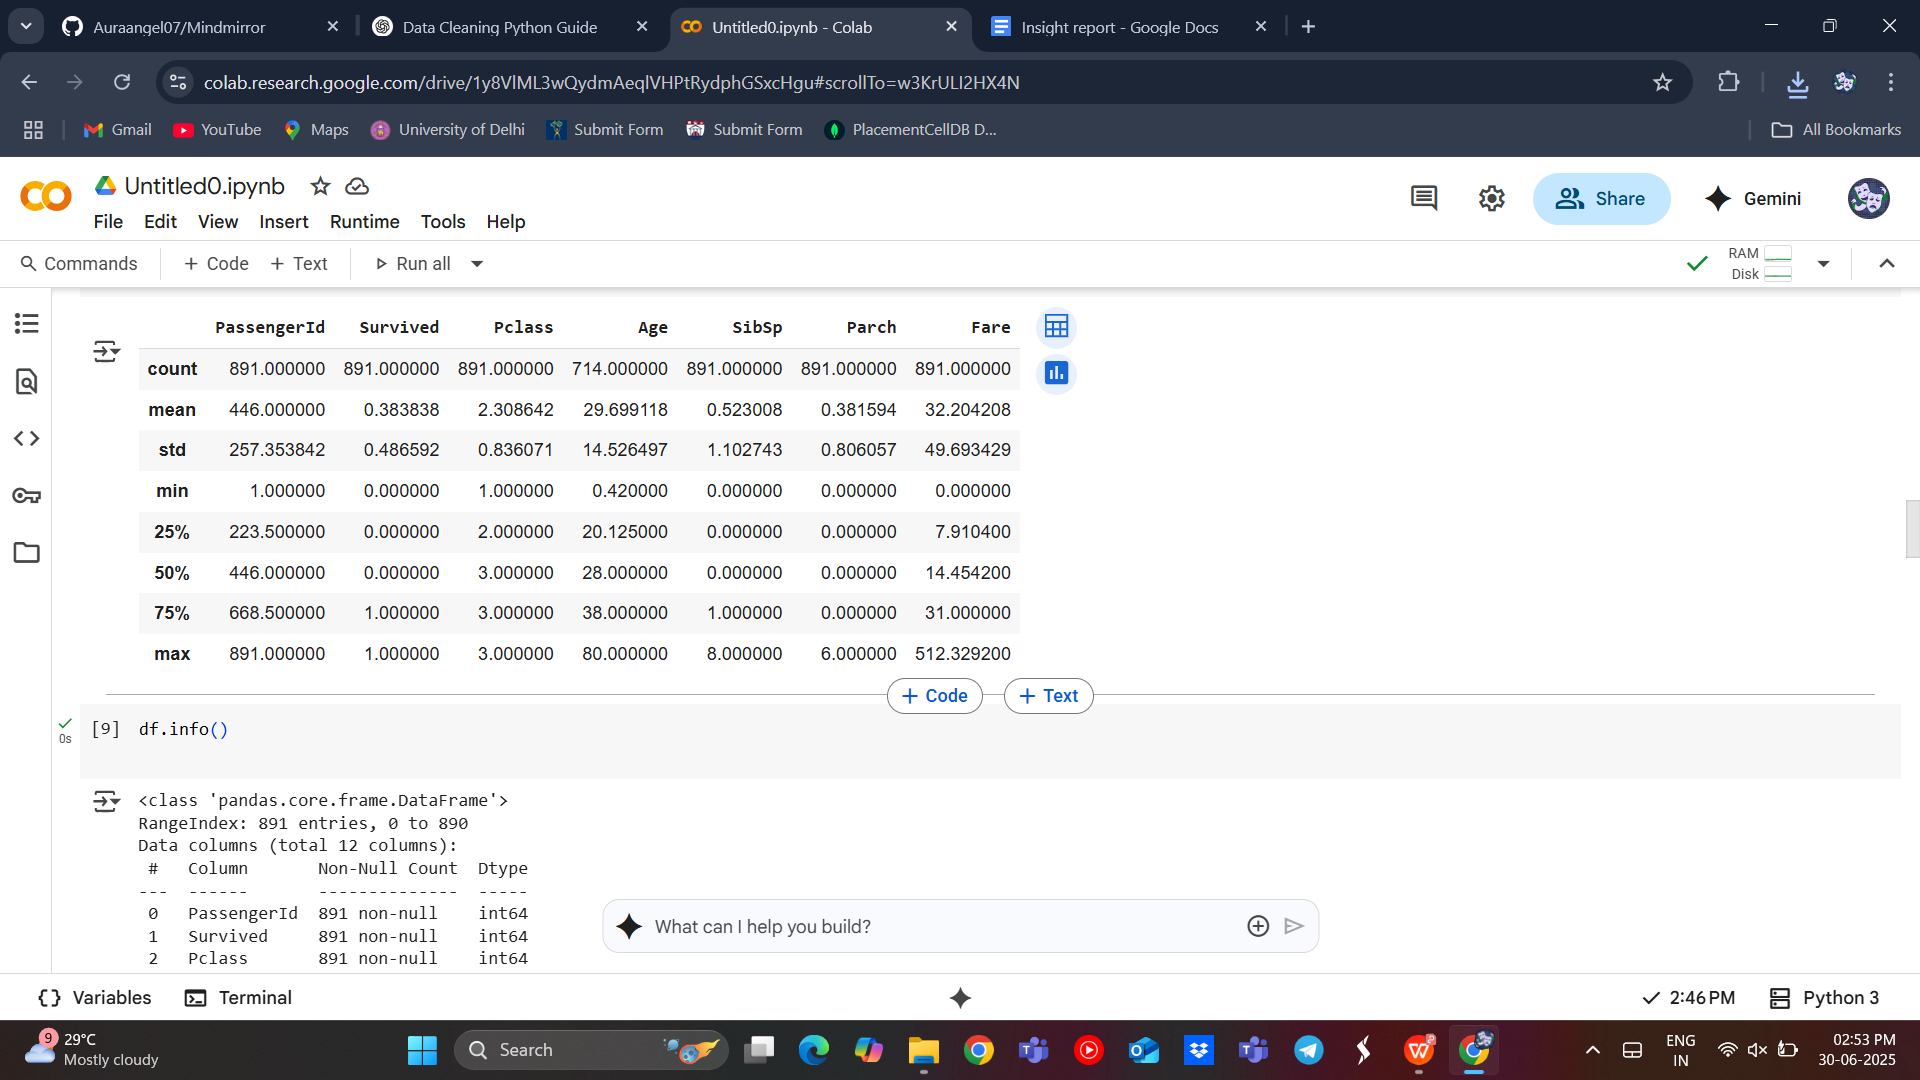 Auraangel07/Mindmirror
Data Cleaning Python Guide
Untitled0.ipynb - Colab
Insight report - Google Docs
colab.research.google.com/drive/1y8VlML3wQydmAeqlVHPtRydphGSxcHgu#scrollTo=w3KrULI2HX4N
Gmail YouTube Maps University of Delhi Submit Form Submit Form PlacementCellDB D... All Bookmarks
Untitled0.ipynb
Share Gemini
File Edit View Insert Runtime Tools Help
Commands + Code + Text Run all RAM
Disk
PassengerId Survived Pclass Age SibSp Parch Fare
count 891.000000 891.000000 891.000000 714.000000 891.000000 891.000000 891.000000
mean 446.000000 0.383838 2.308642 29.699118 0.523008 0.381594 32.204208
std 257.353842 0.486592 0.836071 14.526497 1.102743 0.806057 49.693429
min 1.000000 0.000000 1.000000 0.420000 0.000000 0.000000 0.000000
25% 223.500000 0.000000 2.000000 20.125000 0.000000 0.000000 7.910400
50% 446.000000 0.000000 3.000000 28.000000 0.000000 0.000000 14.454200
75% 668.500000 1.000000 3.000000 38.000000 1.000000 0.000000 31.000000
max 891.000000 1.000000 3.000000 80.000000 8.000000 6.000000 512.329200
+ Code + Text
[9] df.info()
0s
<class 'pandas.core.frame.DataFrame'>
RangeIndex: 891 entries, 0 to 890
Data columns (total 12 columns):
# Column Non-Null Count Dtype
--- ------ -------------- -----
0 PassengerId 891 non-null int64
1 Survived 891 non-null int64
2 Pclass 891 non-null int64
What can I help you build?
Variables Terminal 2:46 PM Python 3
9
29°C
Mostly cloudy
Search
ENG
IN
02:53 PM
30-06-2025